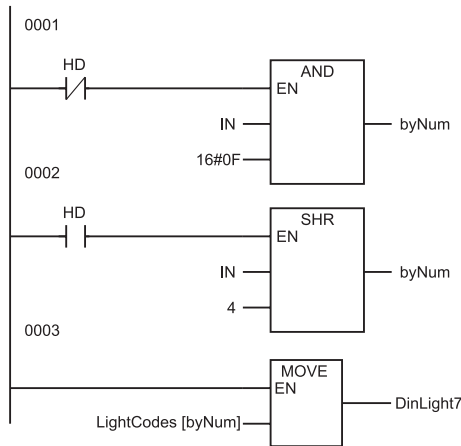 0001
HD
AND
EN
IN
byNum
16#0F
0002
HD
SHR
EN
IN
byNum
4
0003
MOVE
EN
DinLight7
LightCodes [byNum]